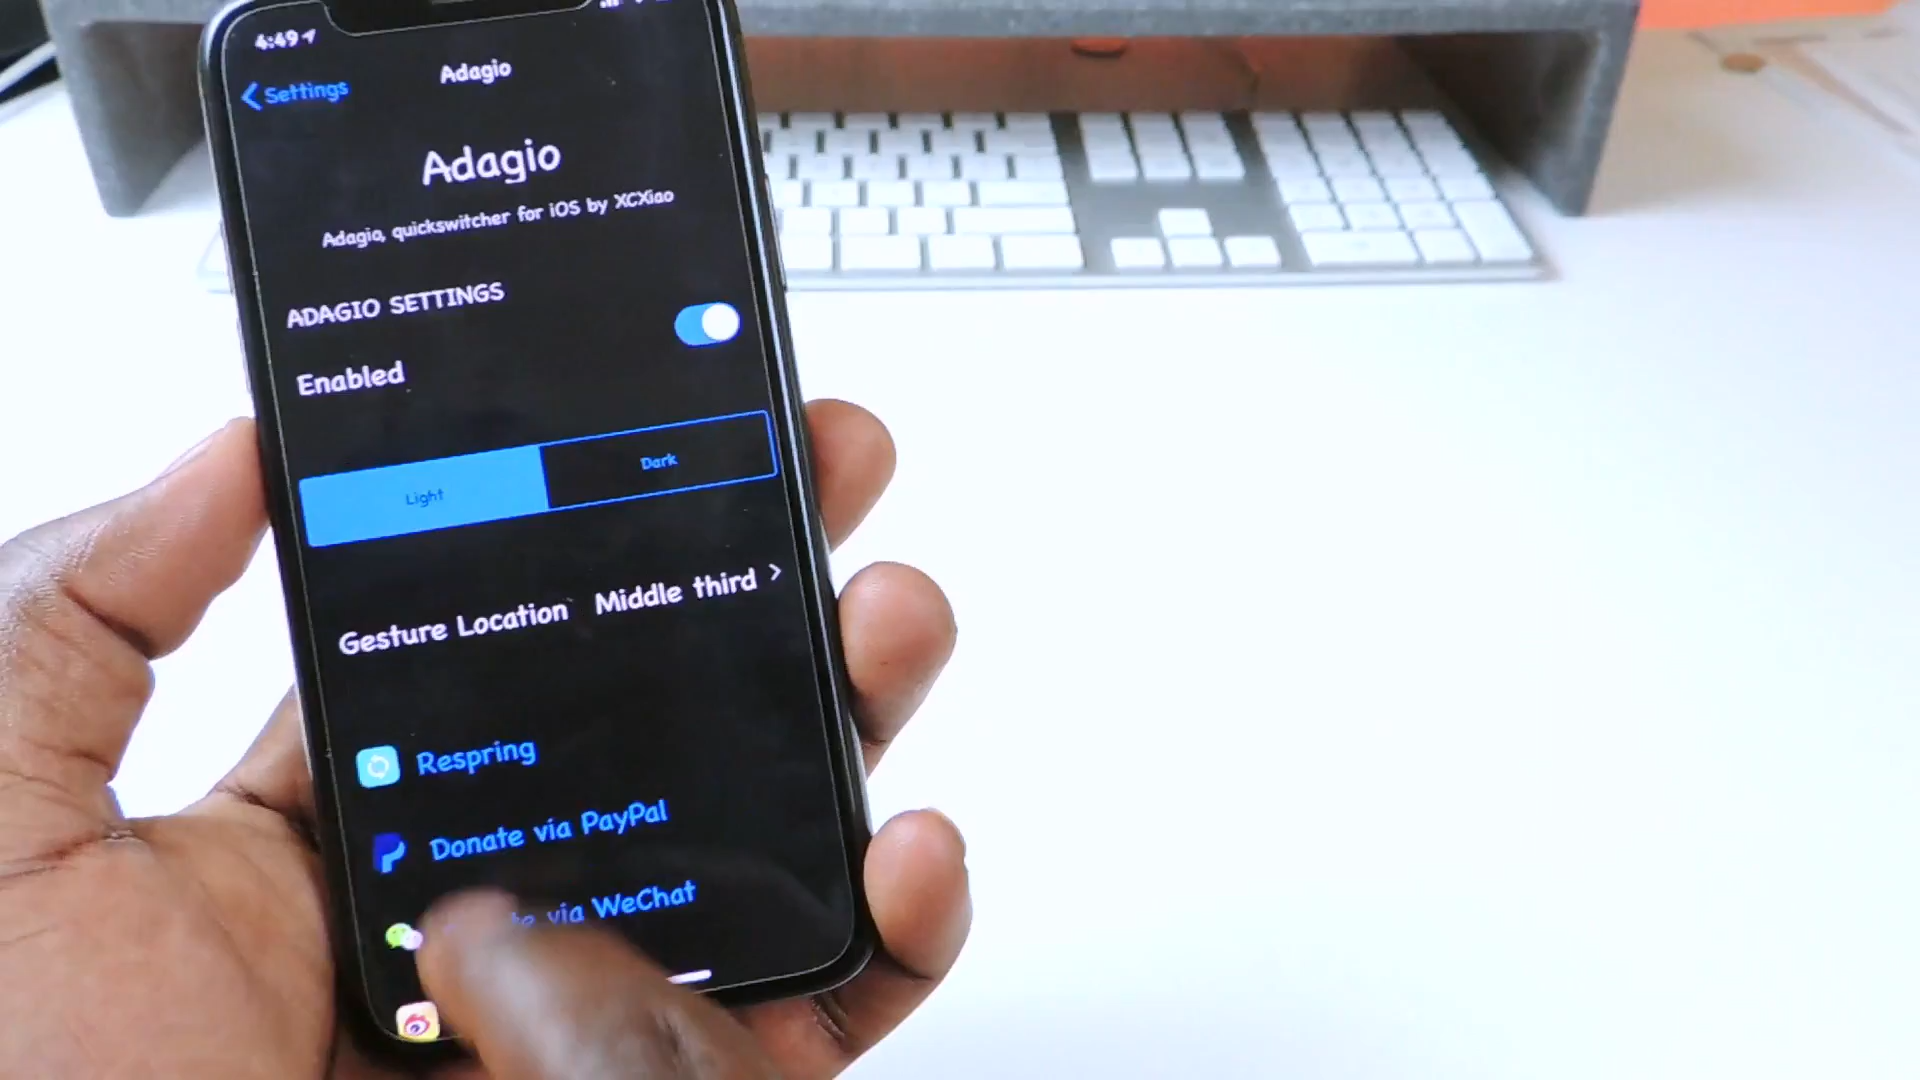 4:49
Settings
Adagio
Adagio
Adagio, quickswitcher for iOS by XCXiao
ADAGIO SETTINGS
Enabled
Light
Dark
Gesture Location Middle third
Respring
Donate via PayPal
via WeChat